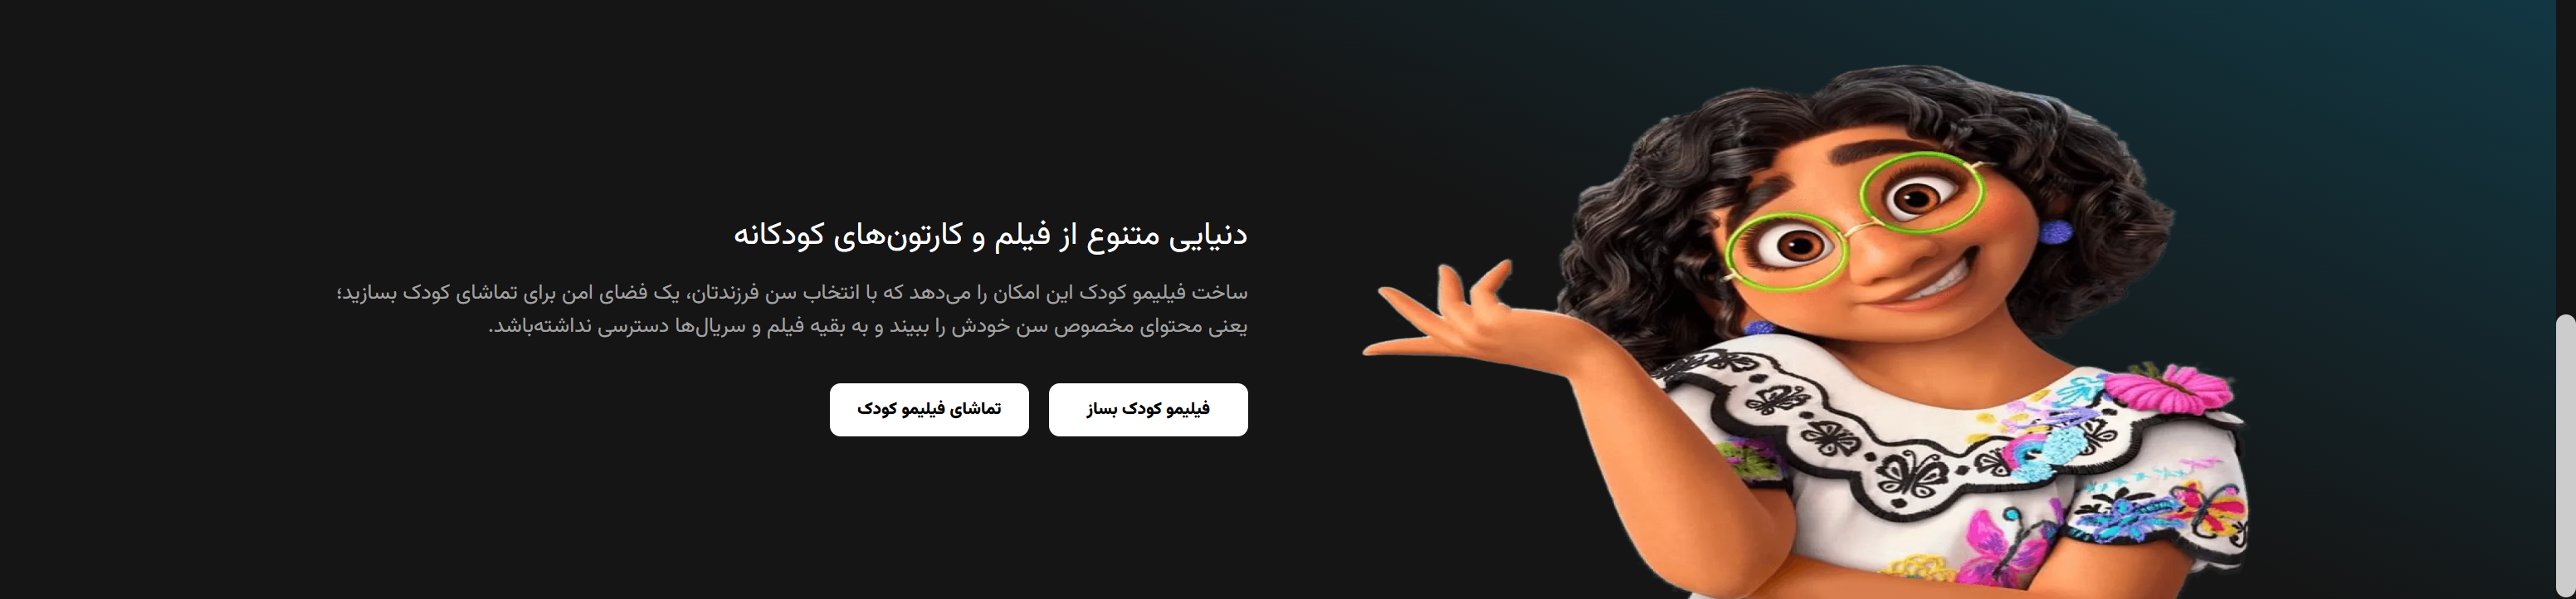 دنیایی متنوع از فیلم و کارتون‌های کودکانه
ساخت فیلیمو کودک این امکان را می‌دهد که با انتخاب سن فرزندتان، یک فضای امن برای تماشای کودک بسازید؛
یعنی محتوای مخصوص سن خودش را ببیند و به بقیه فیلم و سریال‌ها دسترسی نداشته‌باشد.
فیلیمو کودک بساز
تماشای فیلیمو کودک